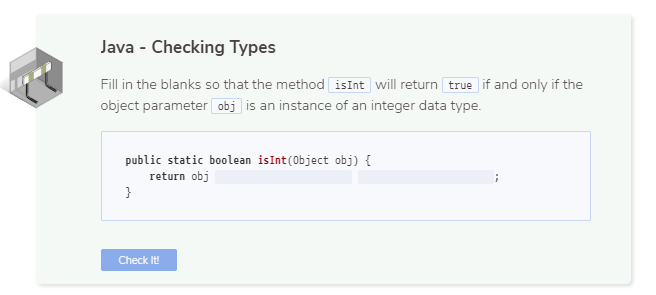 Java - Checking Types
Fill in the blanks so that the method isInt will return true if and only if the
object parameter obj is an instance of an integer data type.
public static boolean isInt(Object obj) {
return obj ;
}
Check It!